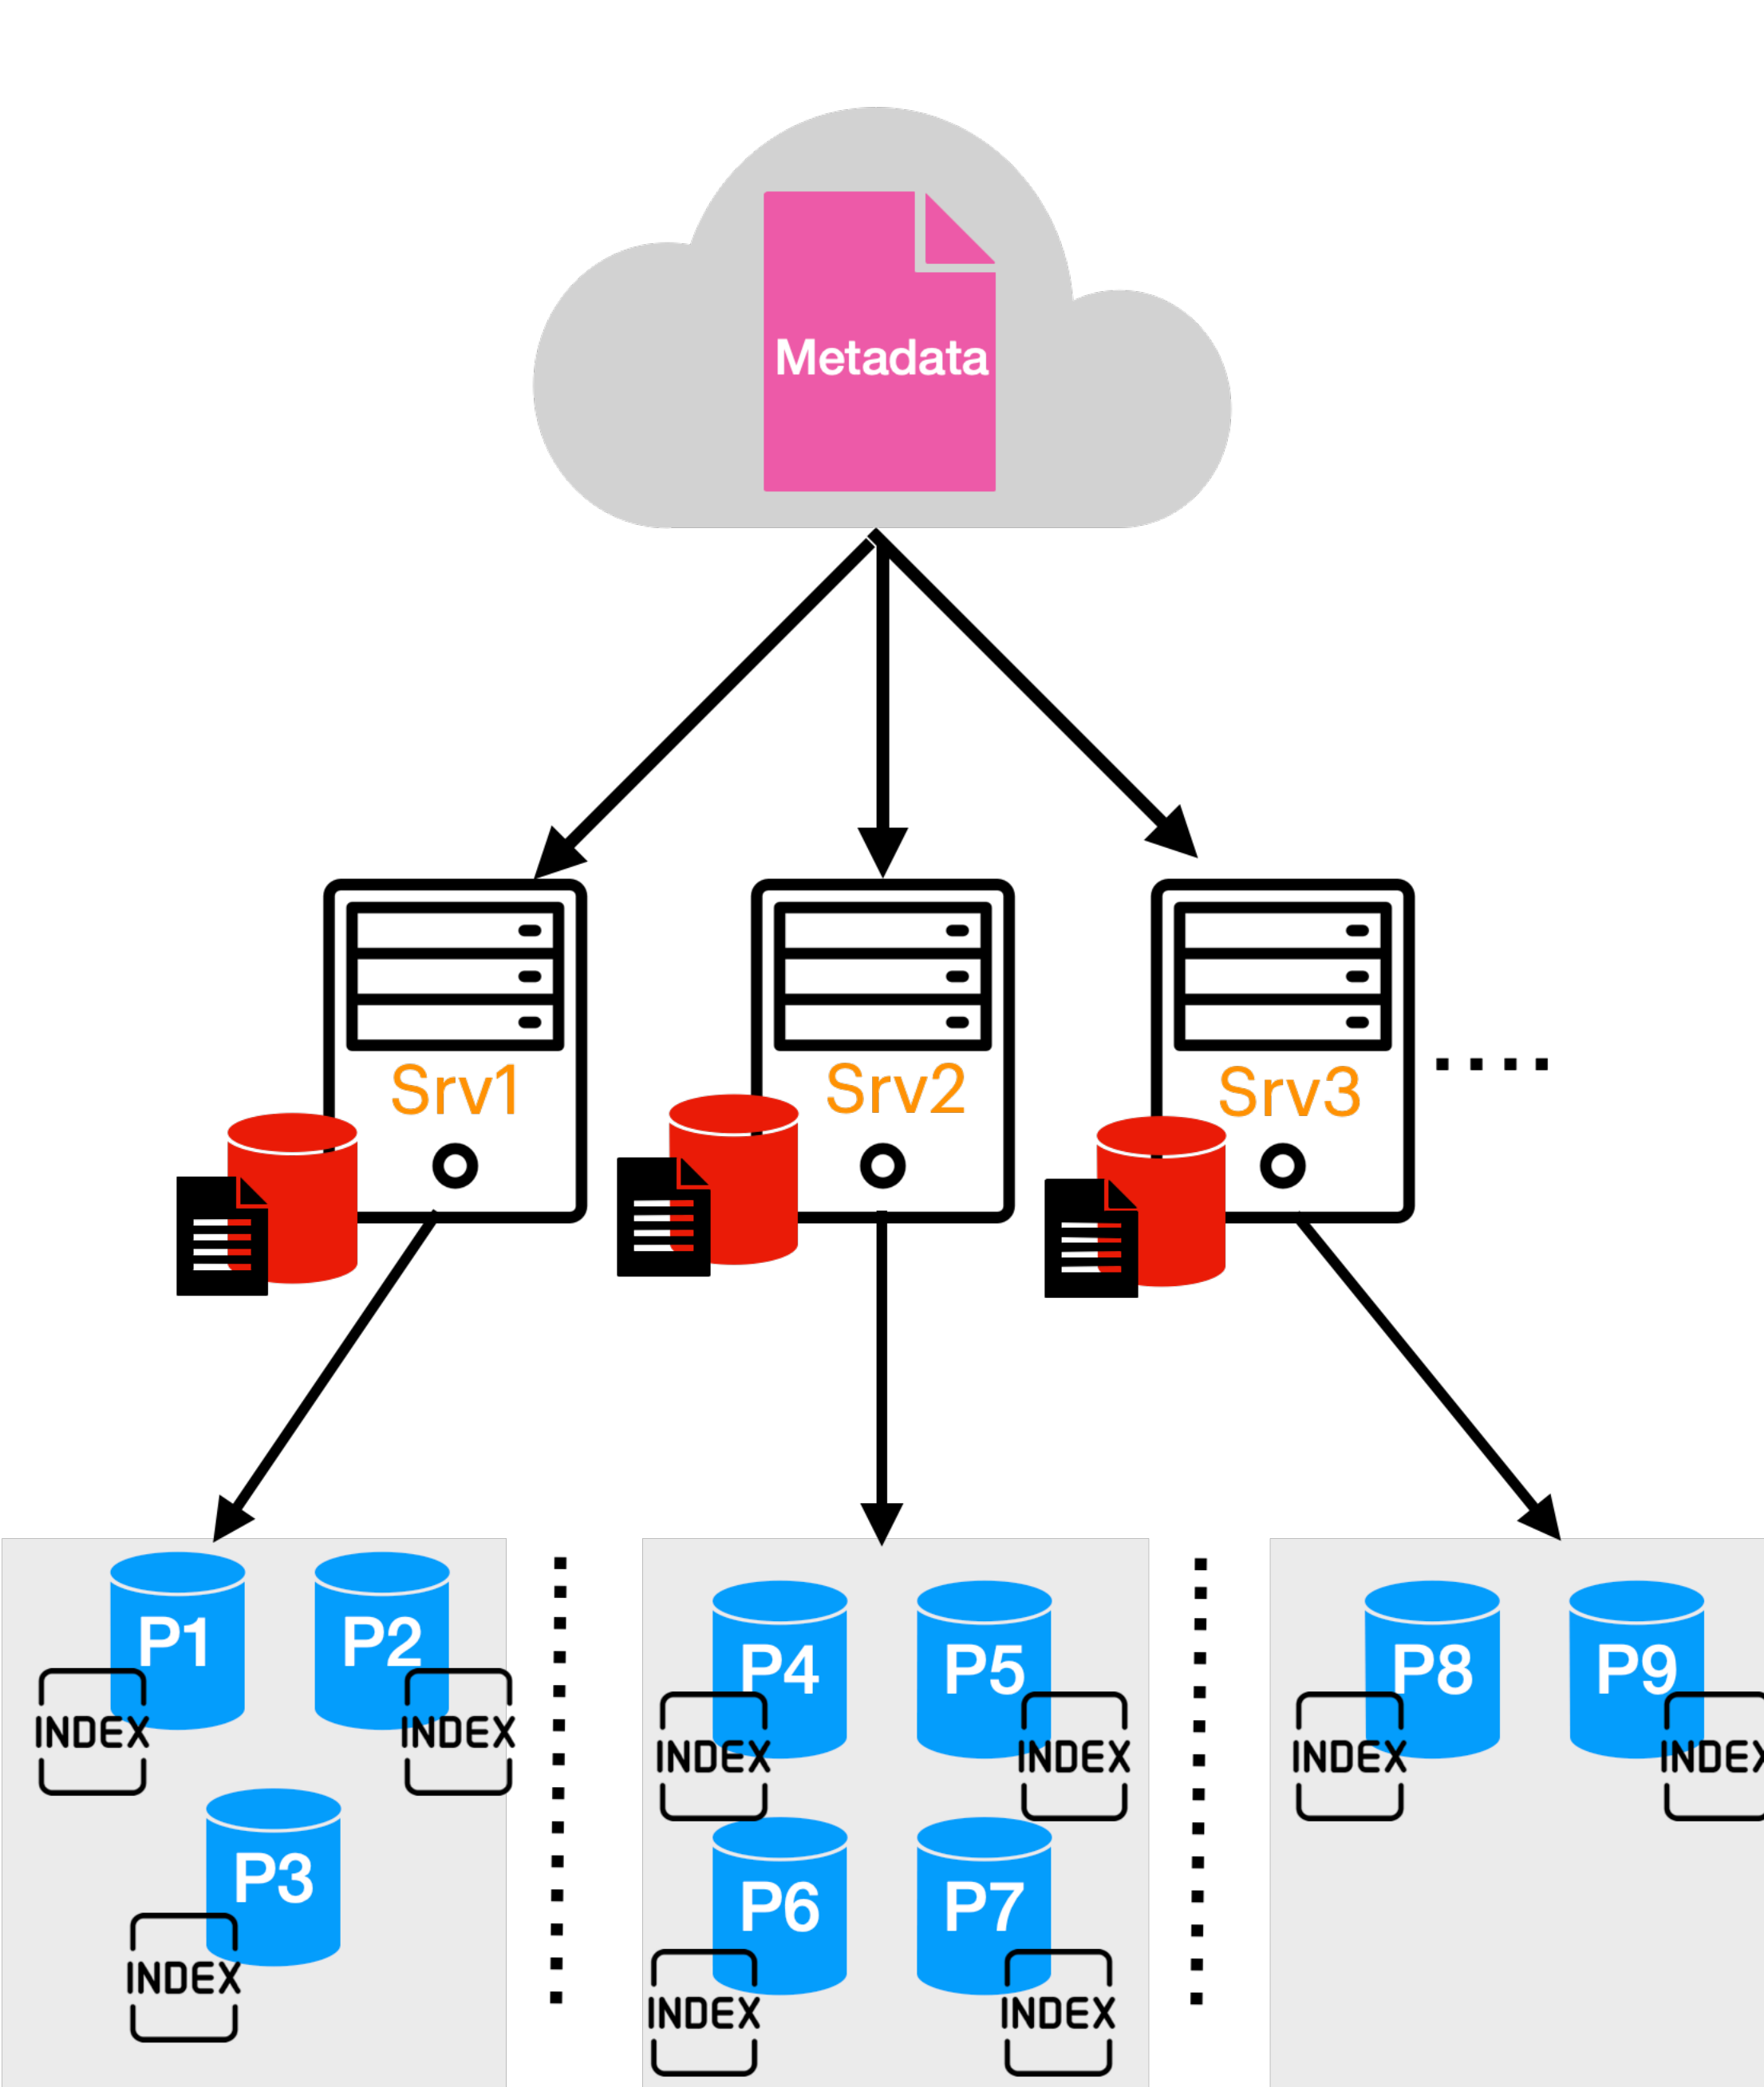 Metadata
Srv1
Srv2
Srv3
P1
P2
INDEX
INDEX
P3
INDEX
P4
P5
INDEX
INDEX
P6
P7
INDEX
INDEX
P8
P9
INDEX
INDEX